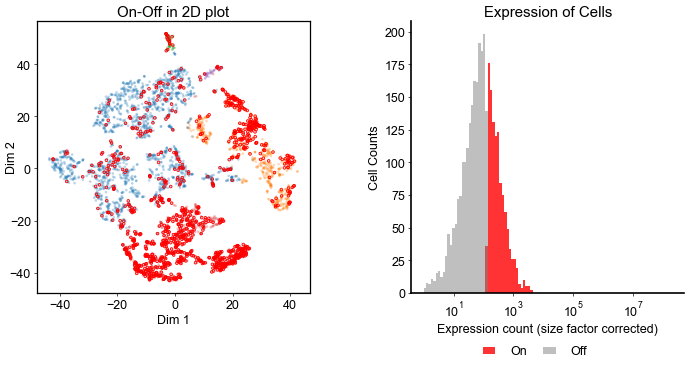 On-Off in 2D plot
40
20
0
−20
−40
−40 −20 0 20 40
Dim 2
Dim 1
Expression of Cells
200
175
150
125
100
75
50
25
0
10^1 10^3 10^5 10^7
Cell Counts
Expression count (size factor corrected)
On Off